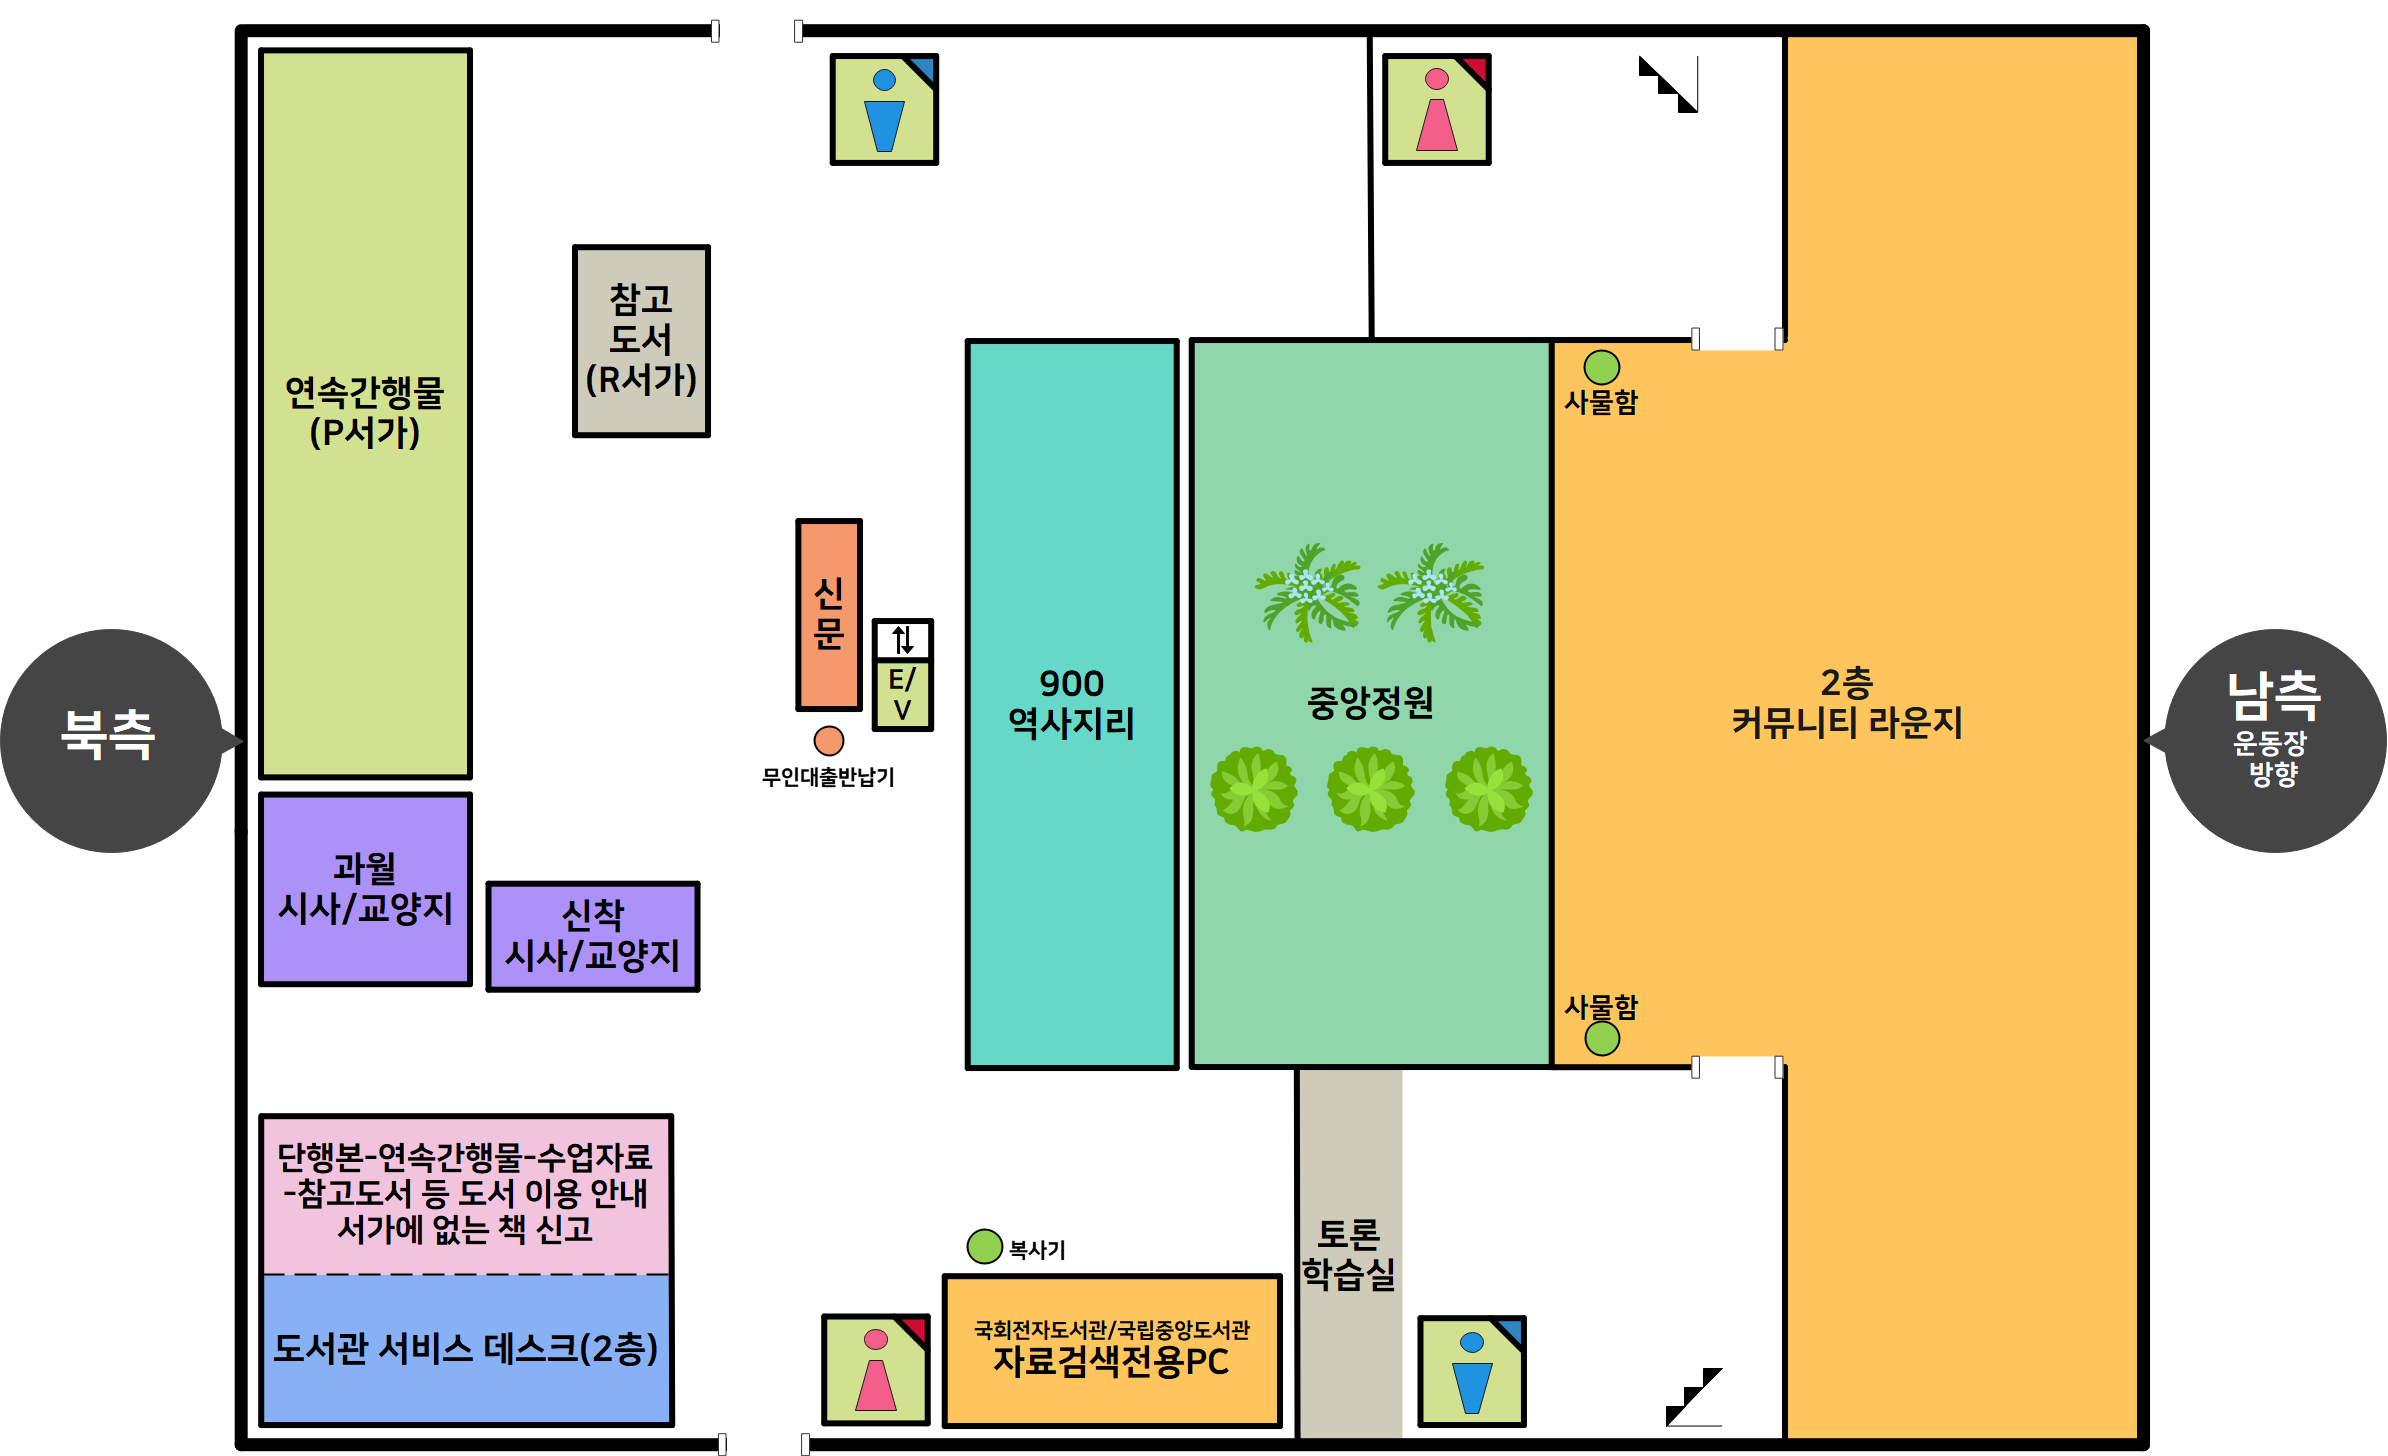 연속간행물
(P서가)
참고
도서
(R서가)
신
문
E/
V
무인대출반납기
900
역사지리
중앙정원
사물함
2층
커뮤니티 라운지
사물함
북측
남측
운동장
방향
과월
시사/교양지
신착
시사/교양지
단행본-연속간행물-수업자료
-참고도서 등 도서 이용 안내
서가에 없는 책 신고
도서관 서비스 데스크(2층)
복사기
국회전자도서관/국립중앙도서관
자료검색전용PC
토론
학습실